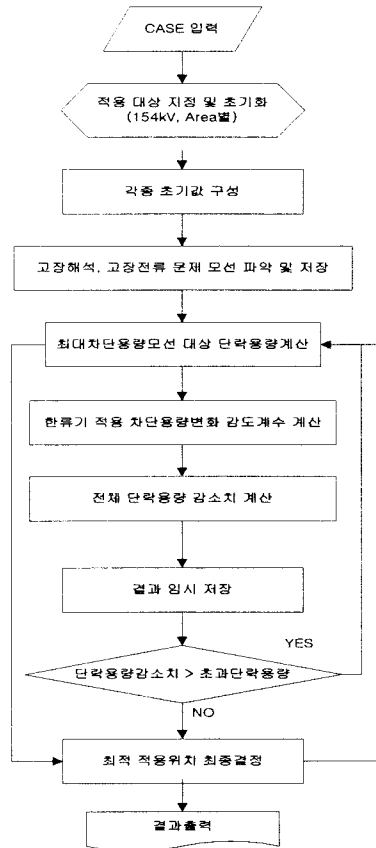 CASE 입력
적용 대상 지정 및 초기화
(154kV, Area별)
각종 초기값 구성
고장해석, 고장전류 문제 모선 파악 및 저장
최대차단용량모선 대상 단락용량계산
한류기 적용 차단용량변화 감도계수 계산
전체 단락용량 감소치 계산
결과 임시 저장
YES
단락용량감소치 > 초과단락용량
NO
최적 적용위치 최종결정
결과출력